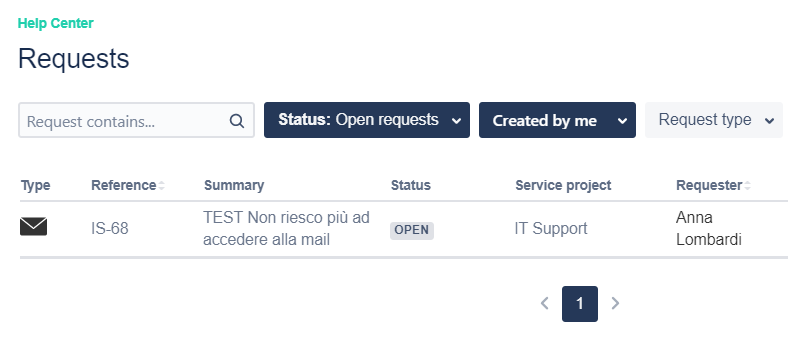 Help Center
Requests
Request contains...
Status: Open requests
Created by me
Request type
Type Reference Summary Status Service project Requester
IS-68 TEST Non riesco più ad accedere alla mail OPEN IT Support Anna Lombardi
1